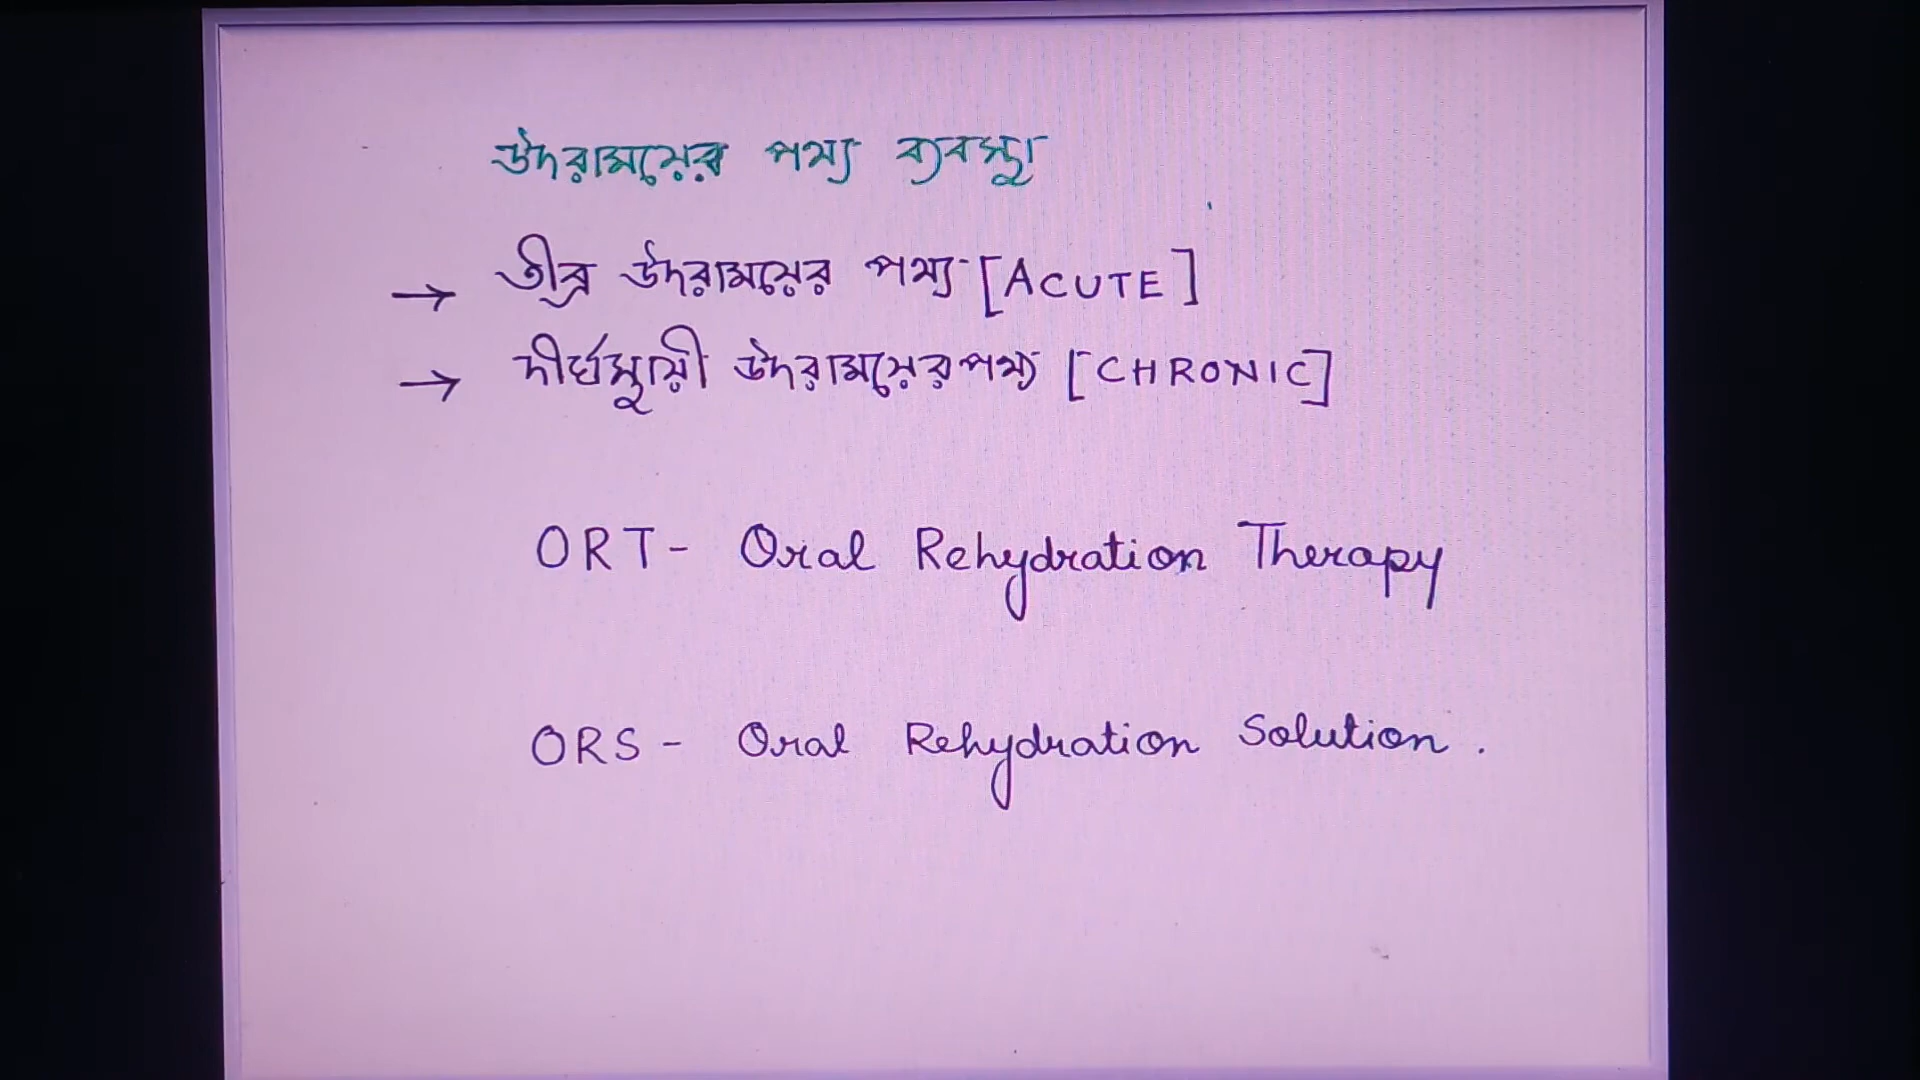 উদরাময়ের পথ্য ব্যবস্থা
→ তীব্র উদরাময়ের পথ্য [ACUTE]
→ দীর্ঘস্থায়ী উদরাময়ের পথ্য [CHRONIC]
ORT - Oral Rehydration Therapy
ORS - Oral Rehydration Solution.